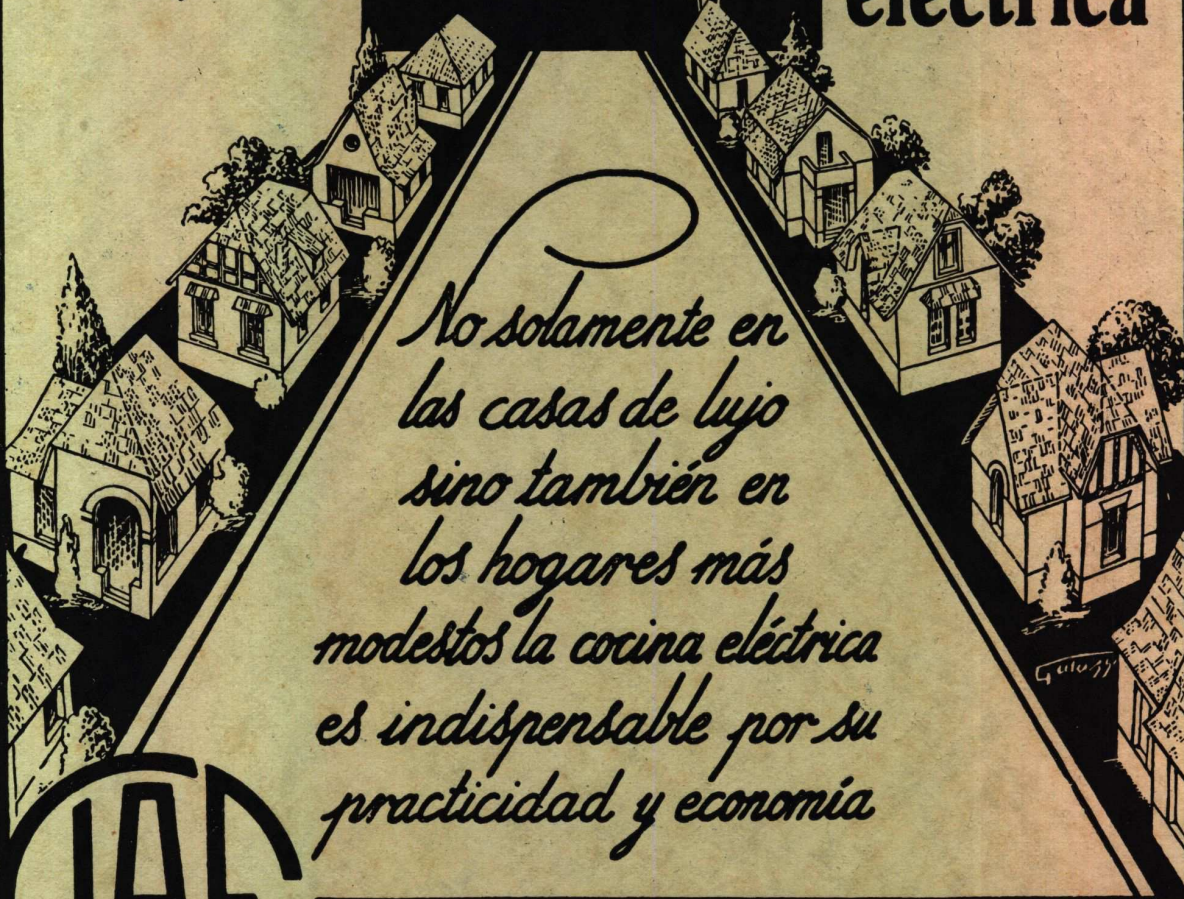 eléctrica
No solamente en
las casas de lujo
sino también en
los hogares más
modestos la cocina eléctrica
es indispensable por su
practicidad y economía